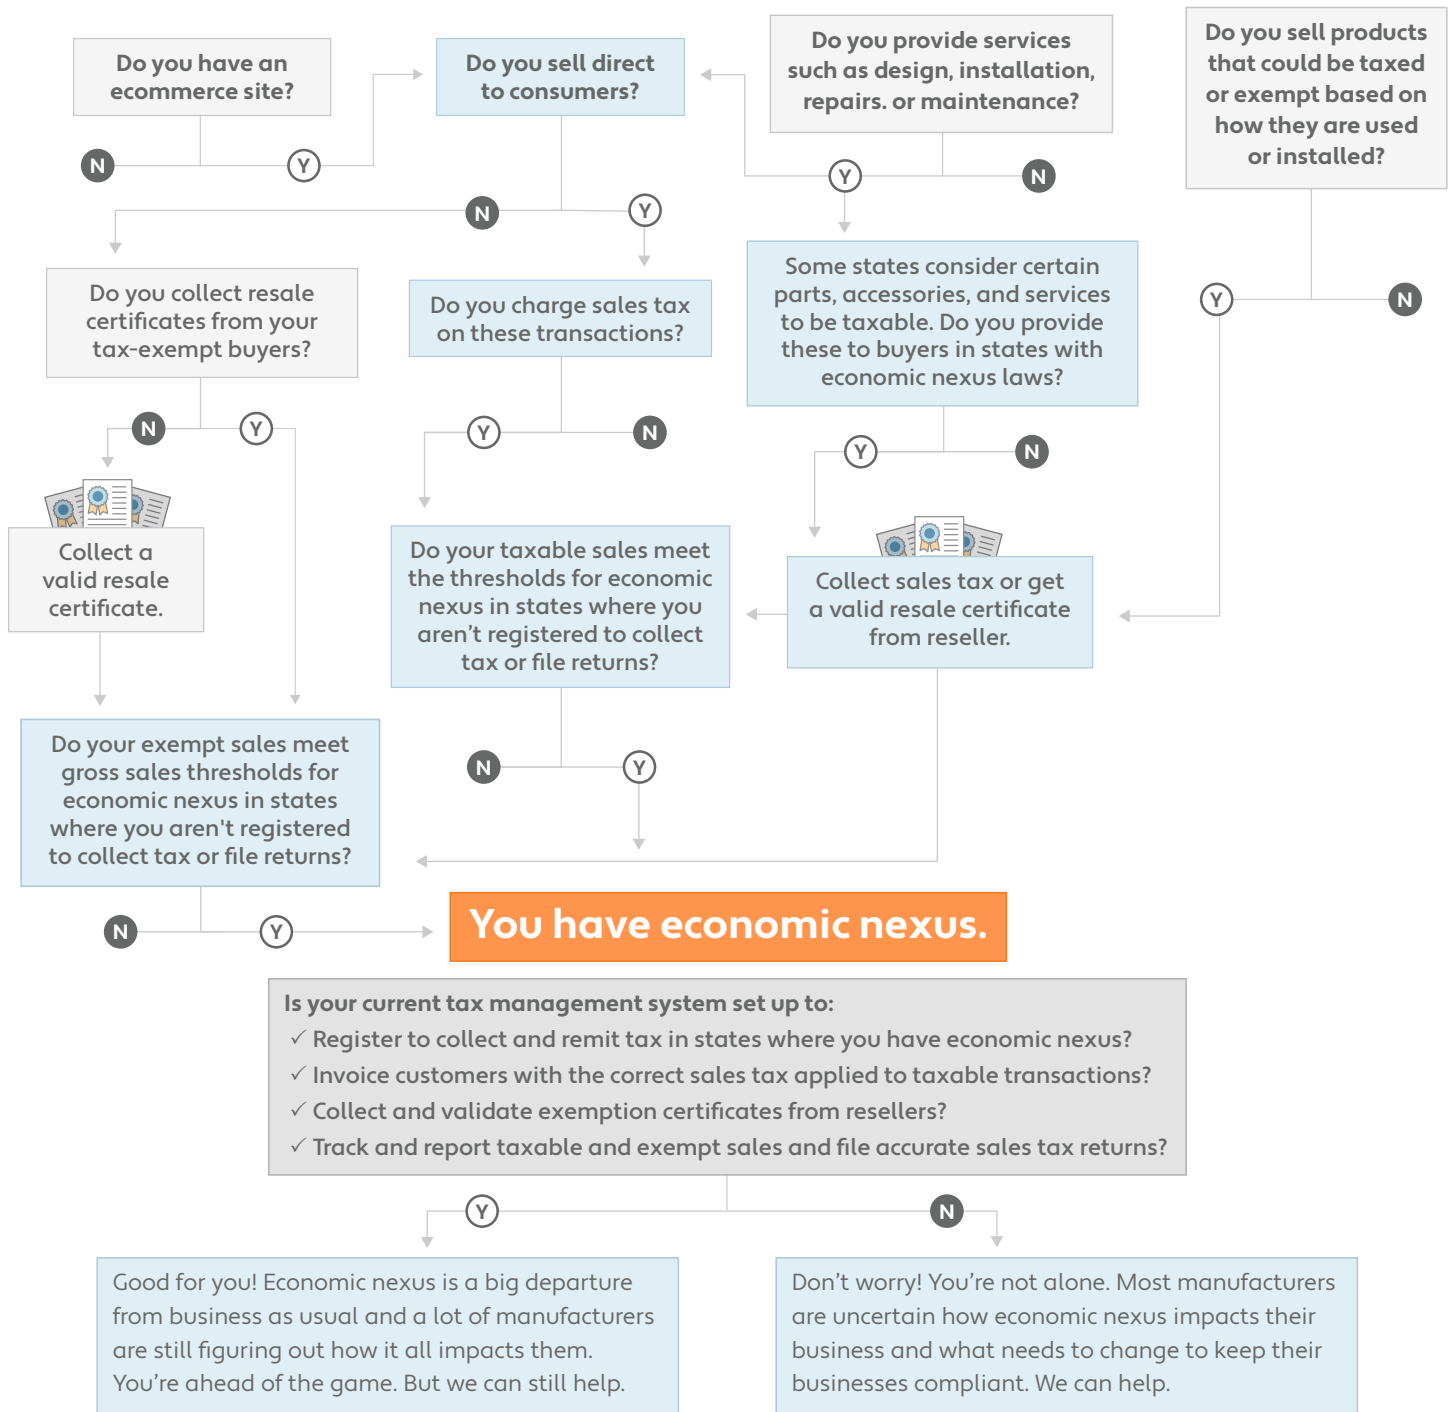 Do you have an
ecommerce site?
N
Y
Do you sell direct
to consumers?
N
Y
Do you provide services
such as design, installation,
repairs. or maintenance?
Y
N
Do you sell products
that could be taxed
or exempt based on
how they are used
or installed?
Y
N
Do you collect resale
certificates from your
tax-exempt buyers?
N
Y
Do you charge sales tax
on these transactions?
Y
N
Some states consider certain
parts, accessories, and services
to be taxable. Do you provide
these to buyers in states with
economic nexus laws?
Y
N
Collect a
valid resale
certificate.
Do your taxable sales meet
the thresholds for economic
nexus in states where you
aren’t registered to collect
tax or file returns?
N
Y
Collect sales tax or get
a valid resale certificate
from reseller.
Do your exempt sales meet
gross sales thresholds for
economic nexus in states
where you aren't registered
to collect tax or file returns?
N
Y
You have economic nexus.
Is your current tax management system set up to:
✓ Register to collect and remit tax in states where you have economic nexus?
✓ Invoice customers with the correct sales tax applied to taxable transactions?
✓ Collect and validate exemption certificates from resellers?
✓ Track and report taxable and exempt sales and file accurate sales tax returns?
Y
N
Good for you! Economic nexus is a big departure
from business as usual and a lot of manufacturers
are still figuring out how it all impacts them.
You’re ahead of the game. But we can still help.
Don’t worry! You’re not alone. Most manufacturers
are uncertain how economic nexus impacts their
business and what needs to change to keep their
businesses compliant. We can help.